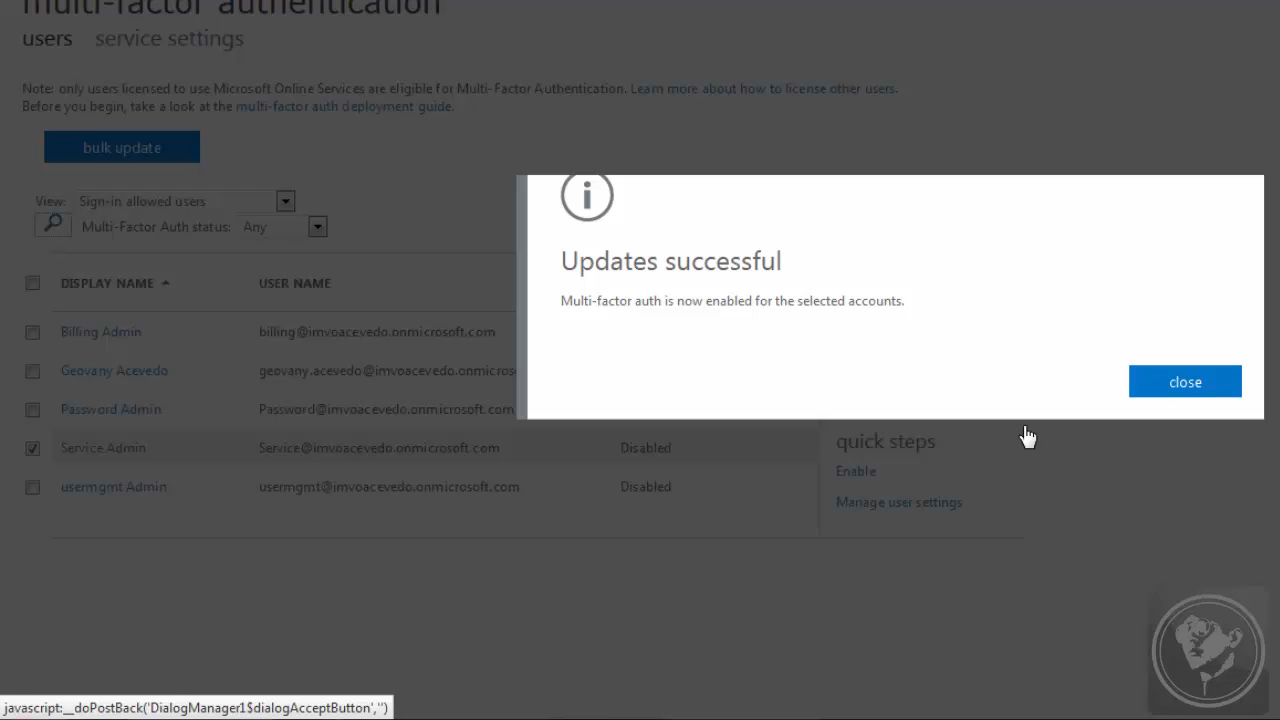 multi-factor authentication
users service settings
Note: only users licensed to use Microsoft Online Services are eligible for Multi-Factor Authentication. Learn more about how to license other users.
Before you begin, take a look at the multi-factor auth deployment guide.
bulk update
View: Sign-in allowed users
Multi-Factor Auth status: Any
DISPLAY NAME USER NAME
Billing Admin billing@imvoacevedo.onmicrosoft.com
Geovany Acevedo geovany.acevedo@imvoacevedo.onmicros
Password Admin Password@imvoacevedo.onmicrosoft.com
Service Admin Service@imvoacevedo.onmicrosoft.com Disabled
usermgmt Admin usermgmt@imvoacevedo.onmicrosoft.com Disabled
Updates successful
Multi-factor auth is now enabled for the selected accounts.
close
quick steps
Enable
Manage user settings
javascript:__doPostBack('DialogManager1$dialogAcceptButton','')